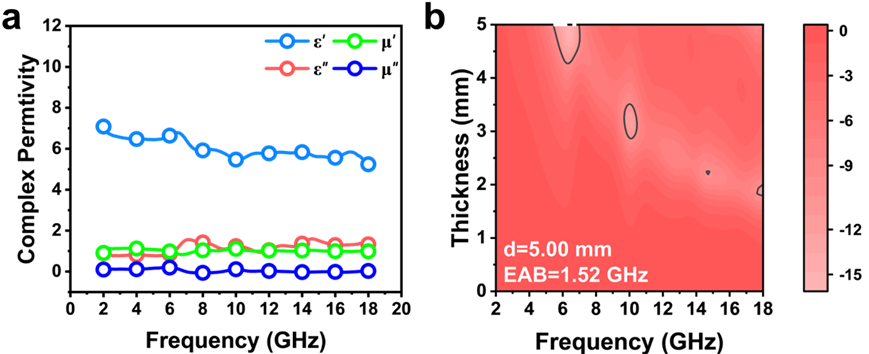 a
12
10
8
6
4
2
0
Complex Permtivity
ε′ μ′
ε″ μ″
0 2 4 6 8 10 12 14 16 18 20
Frequency (GHz)
b
5
4
3
2
1
0
Thickness (mm)
d=5.00 mm
EAB=1.52 GHz
2 4 6 8 10 12 14 16 18
Frequency (GHz)
0
-3
-6
-9
-12
-15